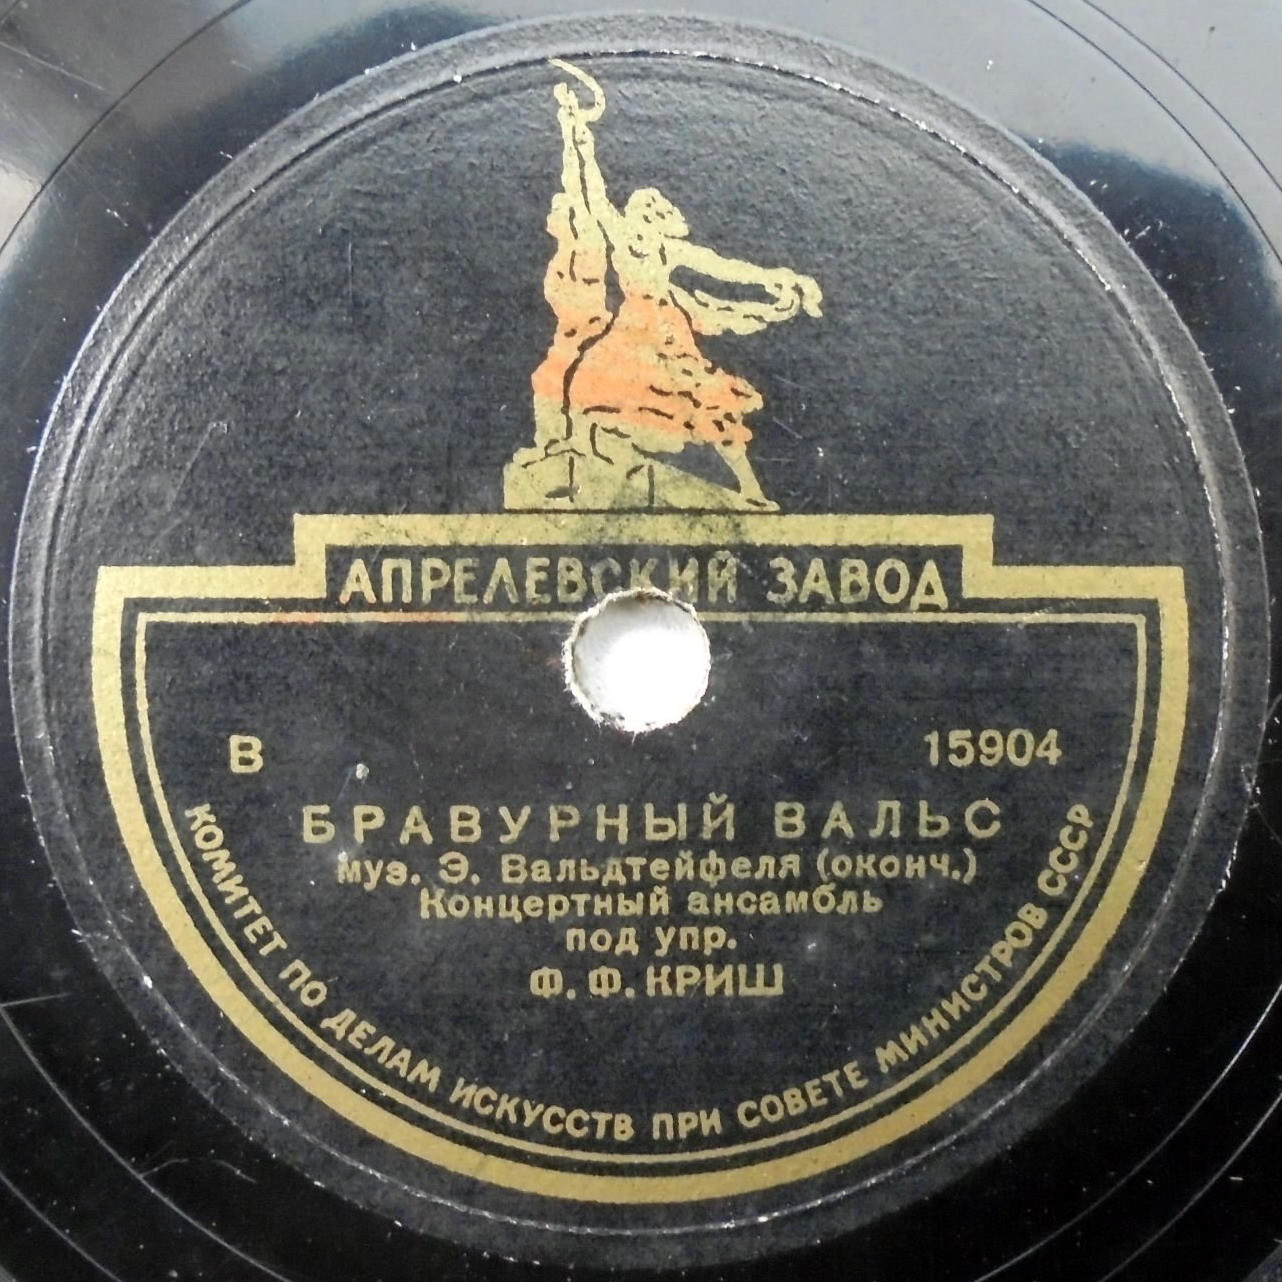 АПРЕЛЕВСКИЙ ЗАВОД
В 15904
БРАВУРНЫЙ ВАЛЬС
муз. Э. Вальдтейфеля (оконч.)
Концертный ансамбль
под упр.
Ф. Ф. КРИШ
КОМИТЕТ ПО ДЕЛАМ ИСКУССТВ ПРИ СОВЕТЕ МИНИСТРОВ СССР